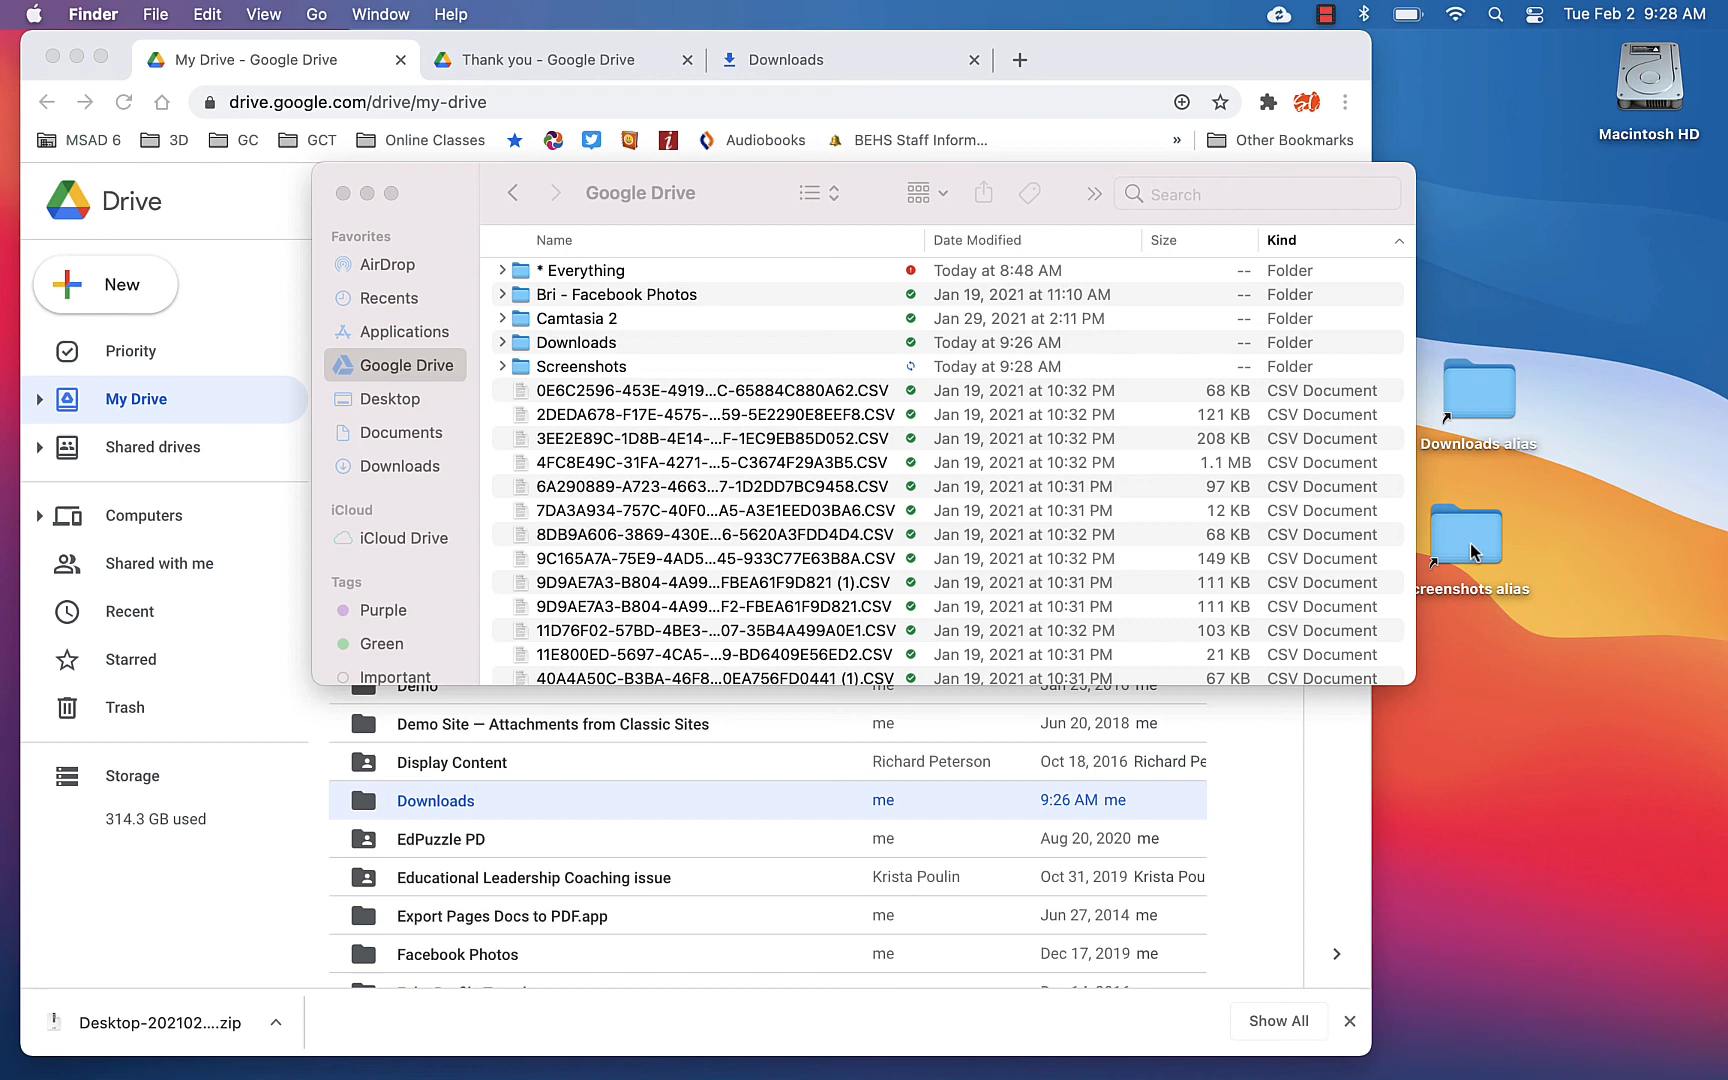 Finder File Edit View Go Window Help Tue Feb 2 9:28 AM
My Drive - Google Drive Thank you - Google Drive Downloads
drive.google.com/drive/my-drive
MSAD 6 3D GC GCT Online Classes Audiobooks BEHS Staff Inform... » Other Bookmarks
Macintosh HD
Drive
New
Priority
My Drive
Shared drives
Computers
Shared with me
Recent
Starred
Trash
Storage
314.3 GB used
Google Drive Search
Favorites
AirDrop
Recents
Applications
Google Drive
Desktop
Documents
Downloads
iCloud
iCloud Drive
Tags
Purple
Green
Important
Name Date Modified Size Kind
* Everything Today at 8:48 AM -- Folder
Bri - Facebook Photos Jan 19, 2021 at 11:10 AM -- Folder
Camtasia 2 Jan 29, 2021 at 2:11 PM -- Folder
Downloads Today at 9:26 AM -- Folder
Screenshots Today at 9:28 AM -- Folder
0E6C2596-453E-4919...C-65884C880A62.CSV Jan 19, 2021 at 10:32 PM 68 KB CSV Document
2DEDA678-F17E-4575-...59-5E2290E8EEF8.CSV Jan 19, 2021 at 10:32 PM 121 KB CSV Document
3EE2E89C-1D8B-4E14-...F-1EC9EB85D052.CSV Jan 19, 2021 at 10:32 PM 208 KB CSV Document
4FC8E49C-31FA-4271-...5-C3674F29A3B5.CSV Jan 19, 2021 at 10:32 PM 1.1 MB CSV Document
6A290889-A723-4663...7-1D2DD7BC9458.CSV Jan 19, 2021 at 10:31 PM 97 KB CSV Document
7DA3A934-757C-40F0...A5-A3E1EED03BA6.CSV Jan 19, 2021 at 10:31 PM 12 KB CSV Document
8DB9A606-3869-430E...6-5620A3FDD4D4.CSV Jan 19, 2021 at 10:32 PM 68 KB CSV Document
9C165A7A-75E9-4AD5...45-933C77E63B8A.CSV Jan 19, 2021 at 10:32 PM 149 KB CSV Document
9D9AE7A3-B804-4A99...FBEA61F9D821 (1).CSV Jan 19, 2021 at 10:31 PM 111 KB CSV Document
9D9AE7A3-B804-4A99...F2-FBEA61F9D821.CSV Jan 19, 2021 at 10:31 PM 111 KB CSV Document
11D76F02-57BD-4BE3-...07-35B4A499A0E1.CSV Jan 19, 2021 at 10:32 PM 103 KB CSV Document
11E800ED-5697-4CA5-...9-BD6409E56ED2.CSV Jan 19, 2021 at 10:31 PM 21 KB CSV Document
40A4A50C-B3BA-46F8...0EA756FD0441 (1).CSV Jan 19, 2021 at 10:31 PM 67 KB CSV Document
Downloads alias
creenshots alias
Demo me Jan 25, 2016 me
Demo Site – Attachments from Classic Sites me Jun 20, 2018 me
Display Content Richard Peterson Oct 18, 2016 Richard Pe
Downloads me 9:26 AM me
EdPuzzle PD me Aug 20, 2020 me
Educational Leadership Coaching issue Krista Poulin Oct 31, 2019 Krista Pou
Export Pages Docs to PDF.app me Jun 27, 2014 me
Facebook Photos me Dec 17, 2019 me
Desktop-202102....zip Show All